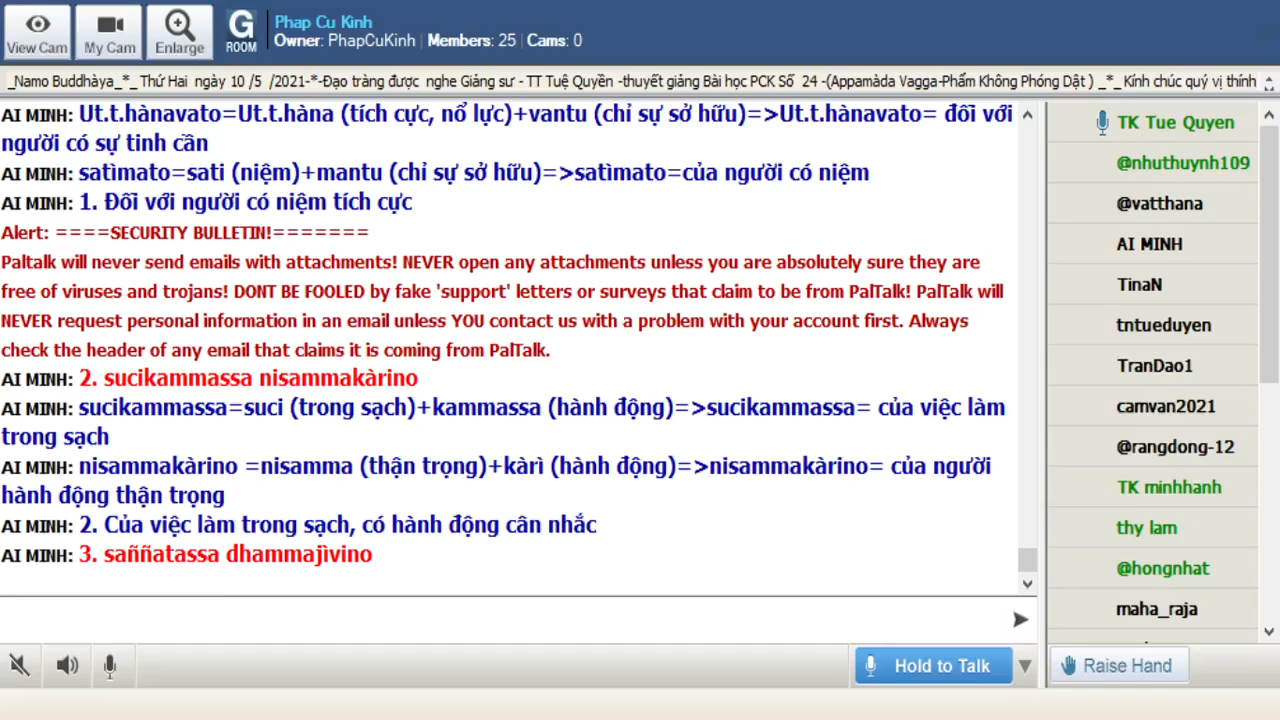 View Cam
My Cam
Enlarge
G
ROOM
Phap Cu Kinh
Owner: PhapCuKinh | Members: 25 | Cams: 0
_Namo Buddhàya_*_ Thứ Hai ngày 10 /5 /2021-*-Đạo tràng được nghe Giảng sư - TT Tuệ Quyền -thuyết giảng Bài học PCK Số 24 -(Appamàda Vagga-Phẩm Không Phóng Dật ) _*_ Kính chúc quý vị thính
AI MINH: Ut.t.hànavato=Ut.t.hàna (tích cực, nổ lực)+vantu (chỉ sự sở hữu)=>Ut.t.hànavato= đối với
người có sự tinh cần
AI MINH: satìmato=sati (niệm)+mantu (chỉ sự sở hữu)=>satìmato=của người có niệm
AI MINH: 1. Đối với người có niệm tích cực
Alert: ====SECURITY BULLETIN!=======
Paltalk will never send emails with attachments! NEVER open any attachments unless you are absolutely sure they are
free of viruses and trojans! DONT BE FOOLED by fake 'support' letters or surveys that claim to be from PalTalk! PalTalk will
NEVER request personal information in an email unless YOU contact us with a problem with your account first. Always
check the header of any email that claims it is coming from PalTalk.
AI MINH: 2. sucikammassa nisammakàrino
AI MINH: sucikammassa=suci (trong sạch)+kammassa (hành động)=>sucikammassa= của việc làm
trong sạch
AI MINH: nisammakàrino =nisamma (thận trọng)+kàrì (hành động)=>nisammakàrino= của người
hành động thận trọng
AI MINH: 2. Của việc làm trong sạch, có hành động cân nhắc
AI MINH: 3. saññatassa dhammajìvino
TK Tue Quyen
@nhuthuynh109
@vatthana
AI MINH
TinaN
tntueduyen
TranDao1
camvan2021
@rangdong-12
TK minhhanh
thy lam
@hongnhat
maha_raja
Hold to Talk
Raise Hand